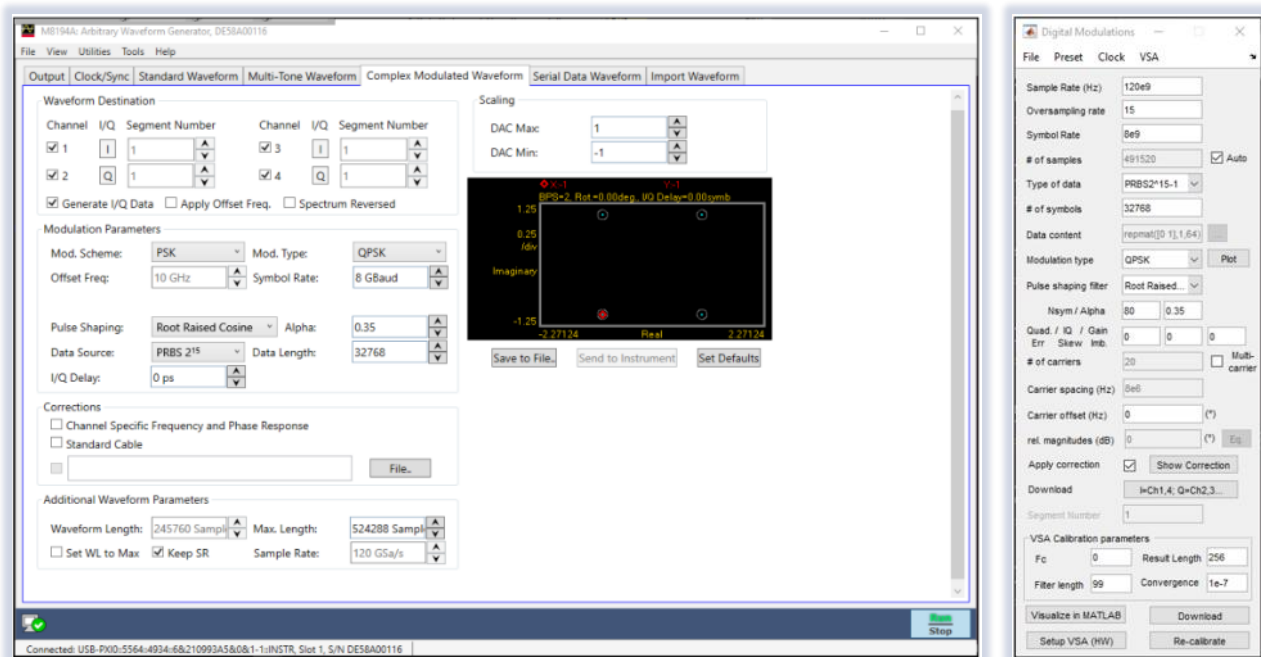 M8194A: Arbitrary Waveform Generator, DE58A00116
File View Utilities Tools Help
Output Clock/Sync Standard Waveform Multi-Tone Waveform Complex Modulated Waveform Serial Data Waveform Import Waveform
Waveform Destination
Channel I/Q Segment Number Channel I/Q Segment Number
1 I 1 3 I 1
2 Q 1 4 Q 1
Generate I/Q Data Apply Offset Freq. Spectrum Reversed
Modulation Parameters
Mod. Scheme: PSK Mod. Type: QPSK
Offset Freq: 10 GHz Symbol Rate: 8 GBaud
Pulse Shaping: Root Raised Cosine Alpha: 0.35
Data Source: PRBS 2¹⁵ Data Length: 32768
I/Q Delay: 0 ps
Corrections
Channel Specific Frequency and Phase Response
Standard Cable
File..
Additional Waveform Parameters
Waveform Length: 245760 Sampl Max. Length: 524288 Sampl
Set WL to Max Keep SR Sample Rate: 120 GSa/s
Scaling
DAC Max: 1
DAC Min: -1
X:-1 Y:-1
BPS=2, Rot=0.00deg, I/Q Delay=0.00symb
1.25
0.25
/div
Imaginary
-1.25
-2.27124 Real 2.27124
Save to File.. Send to Instrument Set Defaults
Run
Stop
Connected: USB-PXI0::5564::4934::6&210993A5&0&1-1::INSTR, Slot 1, S/N DE58A00116
Digital Modulations
File Preset Clock VSA
Sample Rate (Hz) 120e9
Oversampling rate 15
Symbol Rate 8e9
# of samples 491520 Auto
Type of data PRBS2^15-1
# of symbols 32768
Data content repmat([0 1],1,64) ...
Modulation type QPSK Plot
Pulse shaping filter Root Raised...
Nsym / Alpha 80 0.35
Quad. / IQ / Gain
Err Skew Imb. 0 0 0
# of carriers 20 Multi-carrier
Carrier spacing (Hz) 8e6
Carrier offset (Hz) 0 (*)
rel. magnitudes (dB) 0 (*) Eq.
Apply correction Show Correction
Download I=Ch1,4; Q=Ch2,3...
Segment Number 1
VSA Calibration parameters
Fc 0 Result Length 256
Filter length 99 Convergence 1e-7
Visualize in MATLAB Download
Setup VSA (HW) Re-calibrate